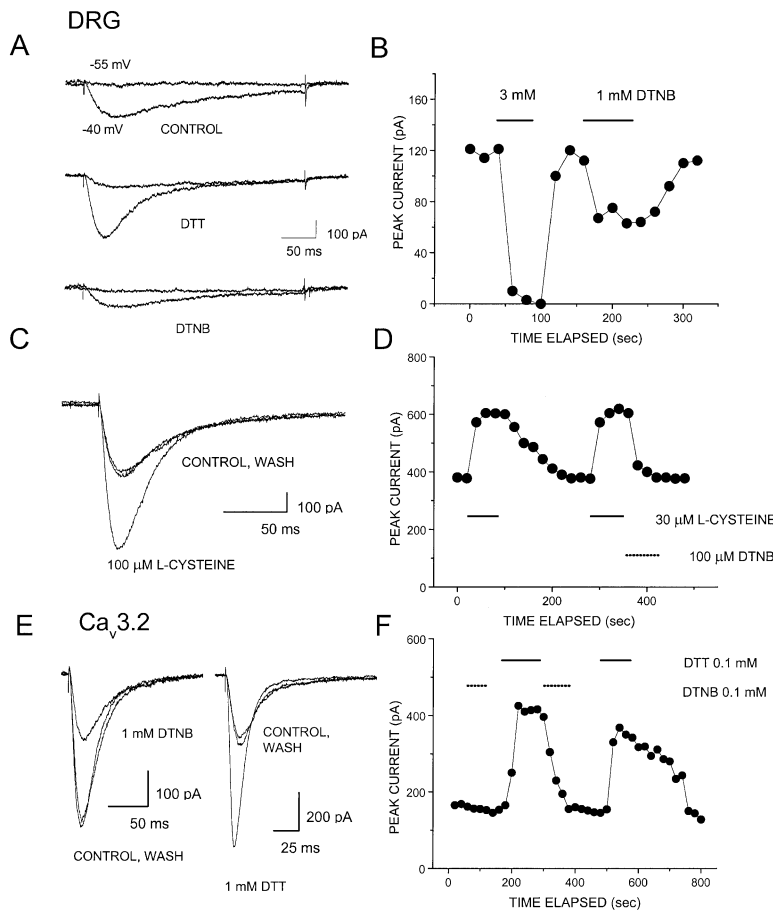 DRG
A
-55 mV
-40 mV
CONTROL
DTT
100 pA
50 ms
DTNB
B
PEAK CURRENT (pA)
160
120
80
40
0
3 mM
1 mM DTNB
0
100
200
300
TIME ELAPSED (sec)
C
CONTROL, WASH
100 pA
50 ms
100 µM L-CYSTEINE
D
PEAK CURRENT (pA)
800
600
400
200
0
30 µM L-CYSTEINE
100 µM DTNB
0
200
400
TIME ELAPSED (sec)
E
Cav3.2
1 mM DTNB
100 pA
50 ms
CONTROL, WASH
CONTROL,
WASH
200 pA
25 ms
1 mM DTT
F
PEAK CURRENT (pA)
600
400
200
0
DTT 0.1 mM
DTNB 0.1 mM
0
200
400
600
800
TIME ELAPSED (sec)